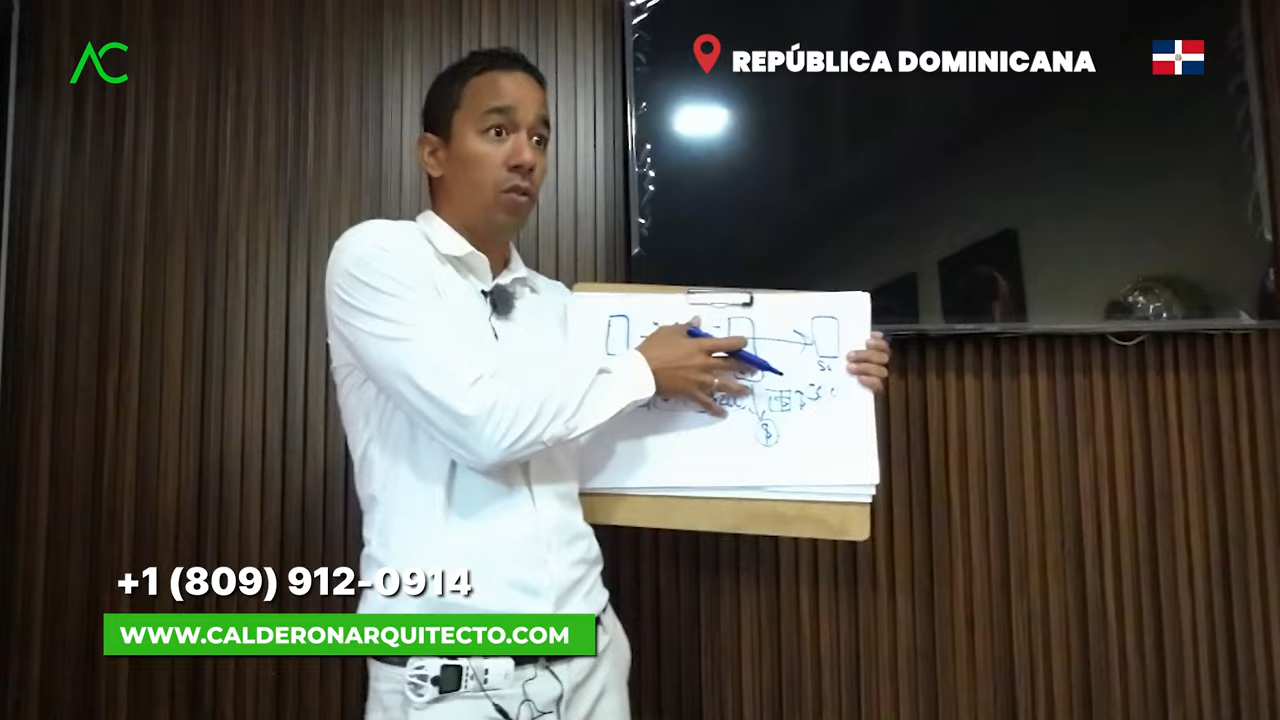 AC
REPÚBLICA DOMINICANA
+1 (809) 912-0914
WWW.CALDERONARQUITECTO.COM